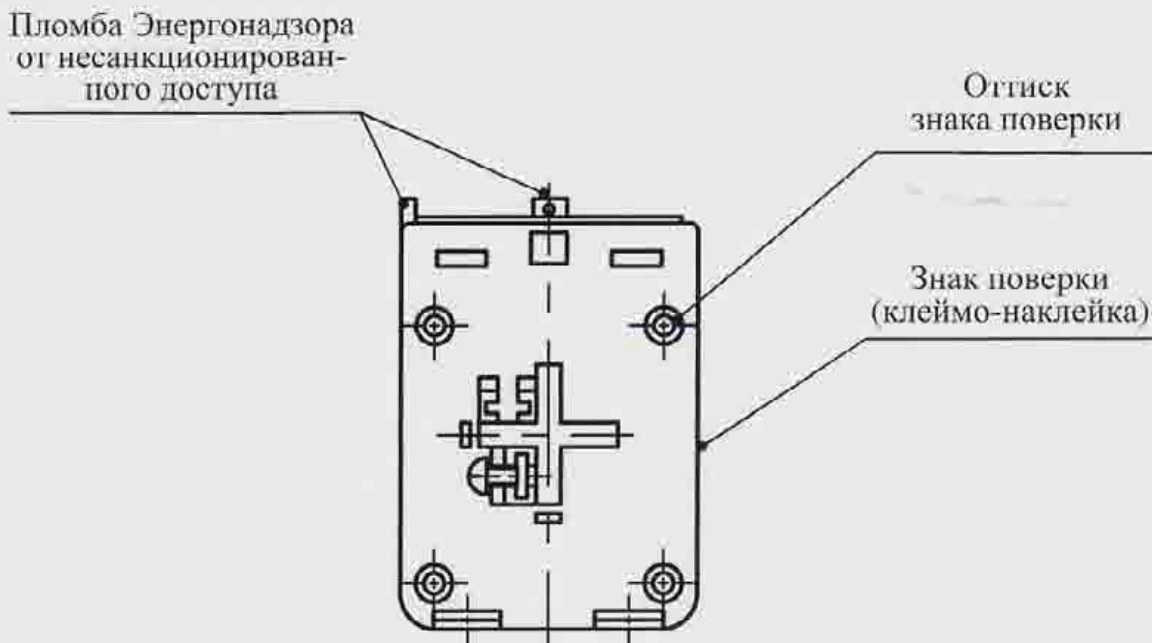 Пломба Энергонадзора
от несанкционирован-
ного доступа
Оттиск
знака поверки
Знак поверки
(клеймо-наклейка)